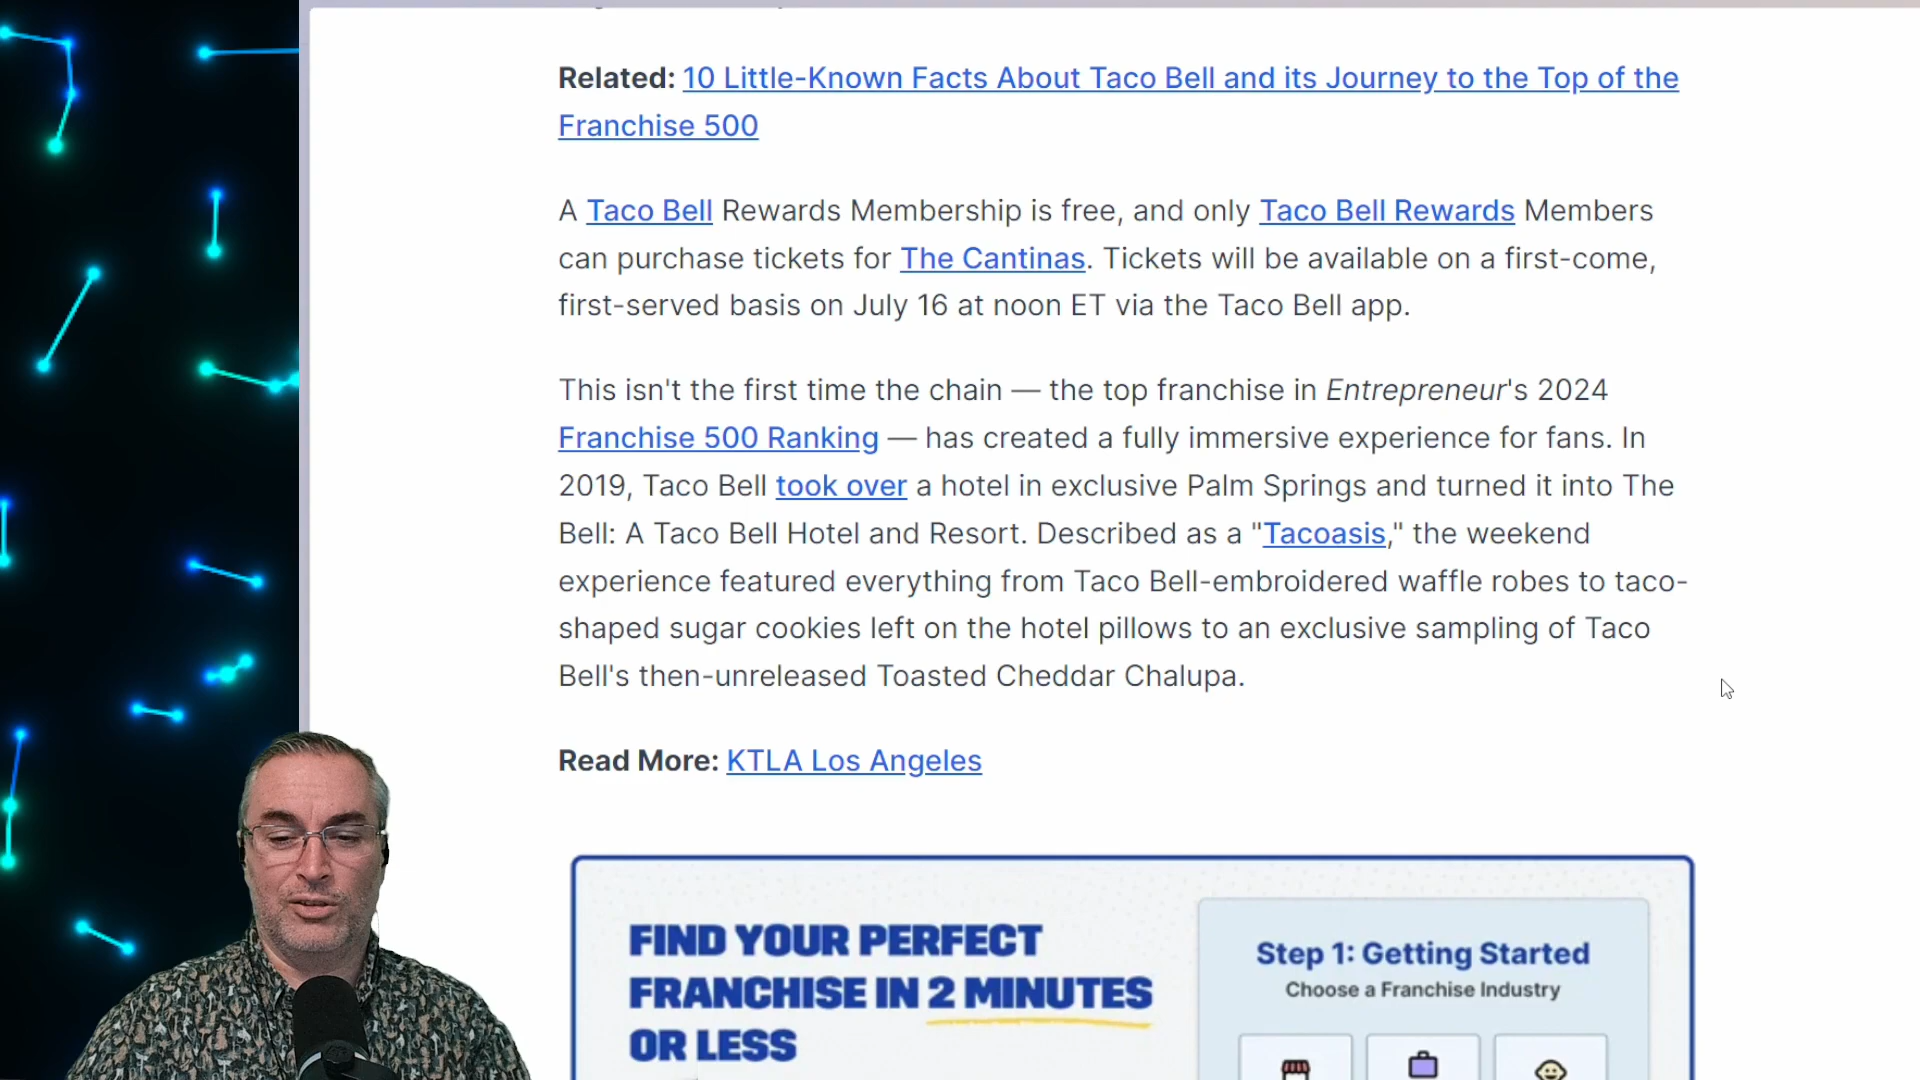 Related: 10 Little-Known Facts About Taco Bell and its Journey to the Top of the
Franchise 500
A Taco Bell Rewards Membership is free, and only Taco Bell Rewards Members
can purchase tickets for The Cantinas. Tickets will be available on a first-come,
first-served basis on July 16 at noon ET via the Taco Bell app.
This isn't the first time the chain — the top franchise in Entrepreneur's 2024
Franchise 500 Ranking — has created a fully immersive experience for fans. In
2019, Taco Bell took over a hotel in exclusive Palm Springs and turned it into The
Bell: A Taco Bell Hotel and Resort. Described as a "Tacoasis," the weekend
experience featured everything from Taco Bell-embroidered waffle robes to taco-
shaped sugar cookies left on the hotel pillows to an exclusive sampling of Taco
Bell's then-unreleased Toasted Cheddar Chalupa.
Read More: KTLA Los Angeles
FIND YOUR PERFECT
FRANCHISE IN 2 MINUTES
OR LESS
Step 1: Getting Started
Choose a Franchise Industry